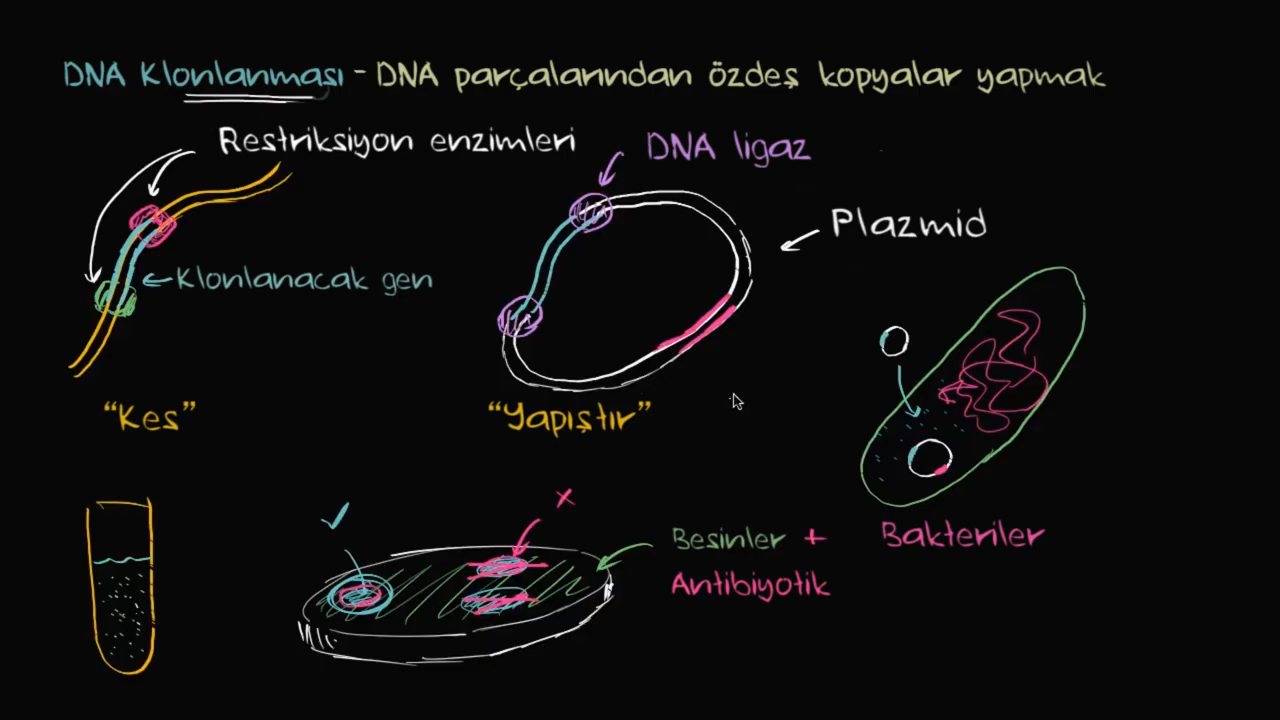 DNA Klonlanması - DNA parçalarından özdeş kopyalar yapmak
Restriksiyon enzimleri
DNA ligaz
Plazmid
Klonlanacak gen
"Kes"
"Yapıştır"
Besinler +
Antibiyotik
Bakteriler